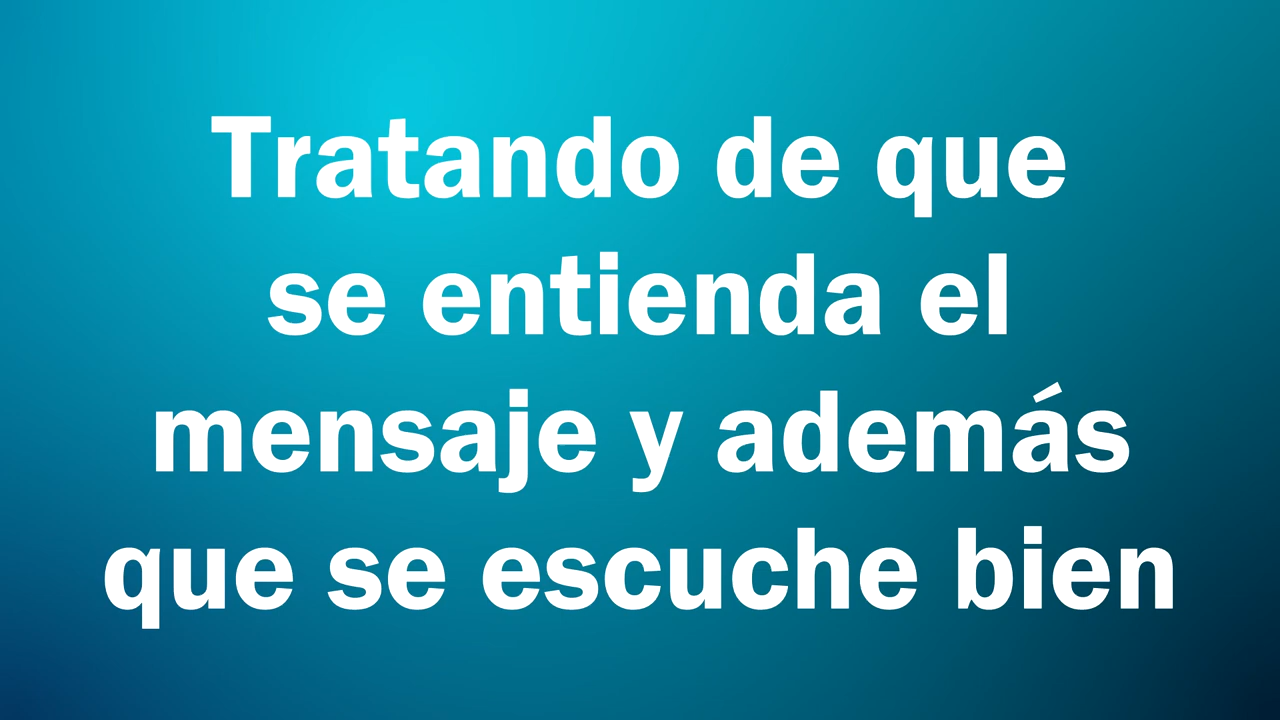 Tratando de que
se entienda el
mensaje y además
que se escuche bien